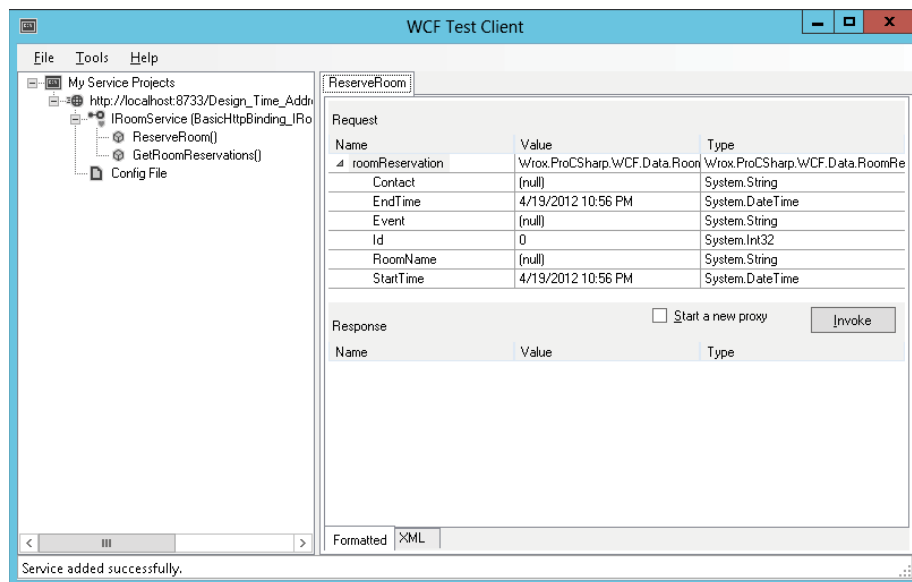 WCF Test Client
File Tools Help
My Service Projects
http://localhost:8733/Design_Time_Addr
IRoomService (BasicHttpBinding_IRo
ReserveRoom()
GetRoomReservations()
Config File
ReserveRoom
Request
Name Value Type
roomReservation Wrox.ProCSharp.WCF.Data.Room Wrox.ProCSharp.WCF.Data.RoomRe
Contact (null) System.String
EndTime 4/19/2012 10:56 PM System.DateTime
Event (null) System.String
Id 0 System.Int32
RoomName (null) System.String
StartTime 4/19/2012 10:56 PM System.DateTime
Response Start a new proxy Invoke
Name Value Type
Formatted XML
Service added successfully.